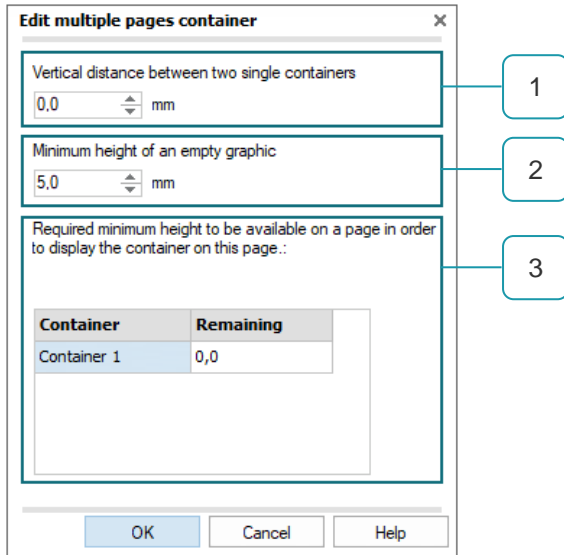 Edit multiple pages container
Vertical distance between two single containers
0,0 mm
1
Minimum height of an empty graphic
5,0 mm
2
Required minimum height to be available on a page in order
to display the container on this page.:
3
Container Remaining
Container 1 0,0
OK Cancel Help